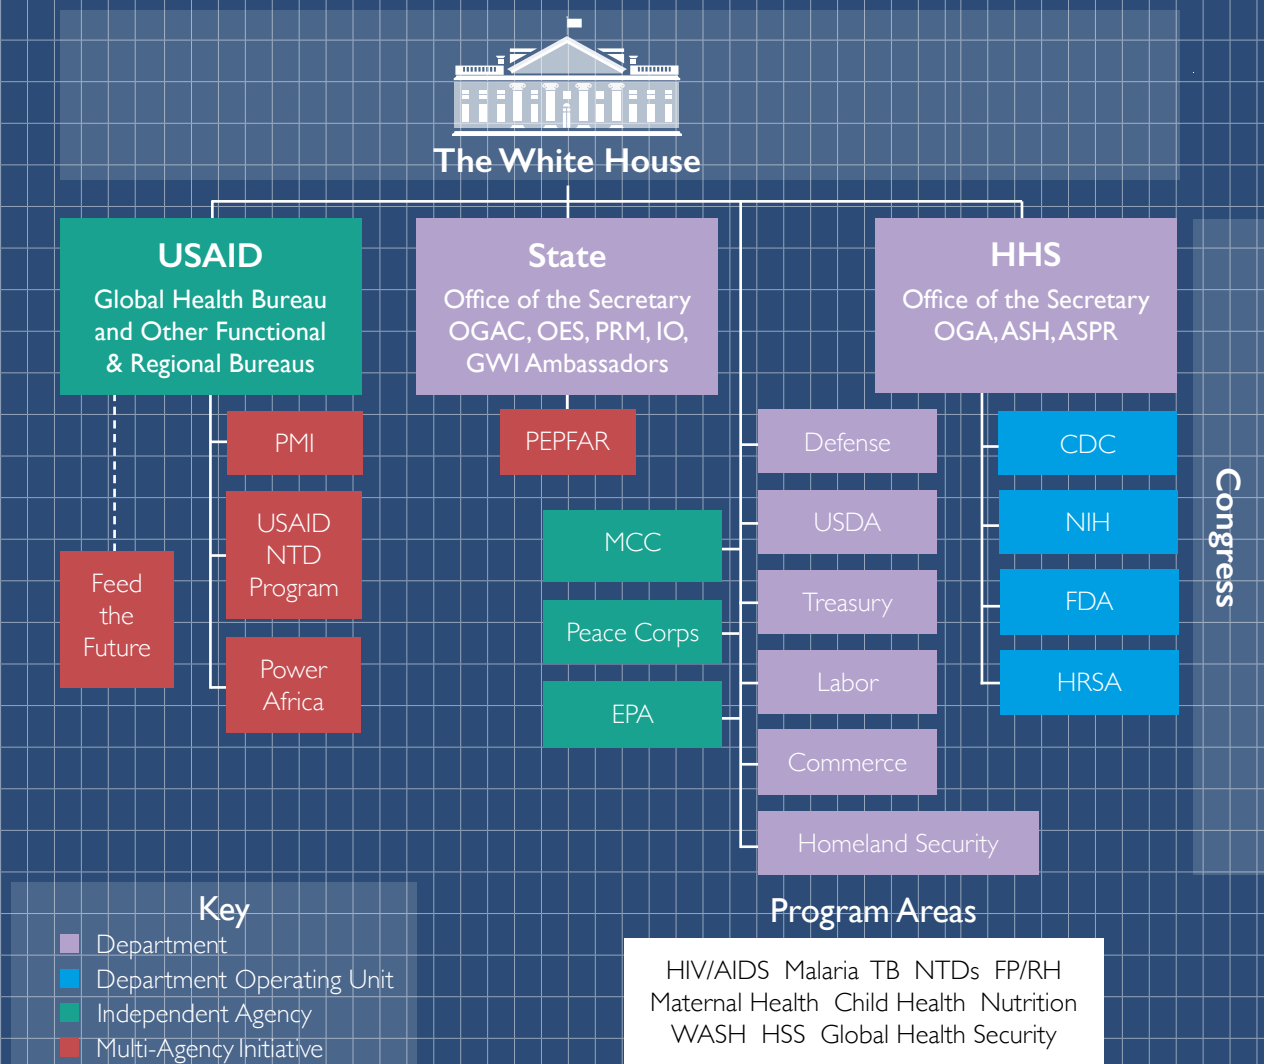 The White House
USAID
Global Health Bureau
and Other Functional
& Regional Bureaus
State
Office of the Secretary
OGAC, OES, PRM, IO,
GWI Ambassadors
HHS
Office of the Secretary
OGA, ASH, ASPR
PMI
USAID
NTD
Program
Power
Africa
Feed
the
Future
PEPFAR
MCC
Peace Corps
EPA
Defense
USDA
Treasury
Labor
Commerce
Homeland Security
CDC
NIH
FDA
HRSA
Congress
Key
Department
Department Operating Unit
Independent Agency
Multi-Agency Initiative
Program Areas
HIV/AIDS Malaria TB NTDs FP/RH
Maternal Health Child Health Nutrition
WASH HSS Global Health Security